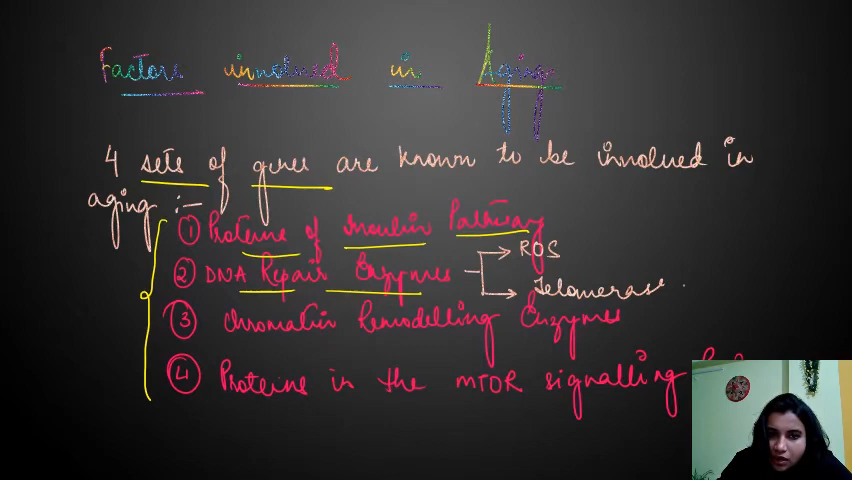 Factors involved in Aging
4 sets of genes are known to be involved in
aging :-
① Proteins of Insulin Pathway
② DNA Repair Enzymes
ROS
Telomerase
③ Chromatin Remodelling Enzymes
④ Proteins in the mTOR signalling